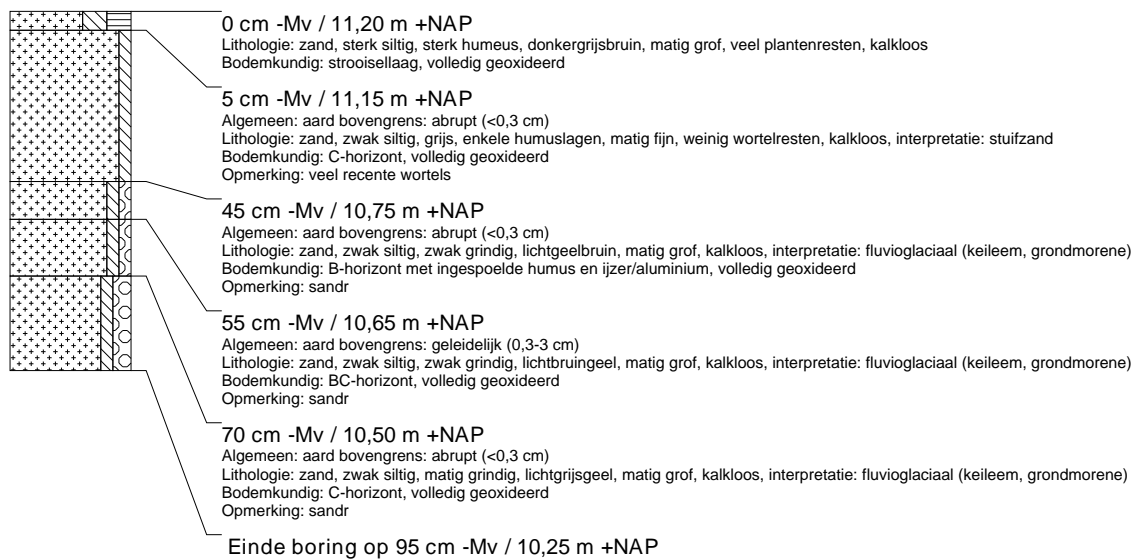 0 cm -Mv / 11,20 m +NAP
Lithologie: zand, sterk siltig, sterk humeus, donkergrijsbruin, matig grof, veel plantenresten, kalkloos
Bodemkundig: strooisellaag, volledig geoxideerd
5 cm -Mv / 11,15 m +NAP
Algemeen: aard bovengrens: abrupt (<0,3 cm)
Lithologie: zand, zwak siltig, grijs, enkele humuslagen, matig fijn, weinig wortelresten, kalkloos, interpretatie: stuifzand
Bodemkundig: C-horizont, volledig geoxideerd
Opmerking: veel recente wortels
45 cm -Mv / 10,75 m +NAP
Algemeen: aard bovengrens: abrupt (<0,3 cm)
Lithologie: zand, zwak siltig, zwak grindig, lichtgeelbruin, matig grof, kalkloos, interpretatie: fluvioglaciaal (keileem, grondmorene)
Bodemkundig: B-horizont met ingespoelde humus en ijzer/aluminium, volledig geoxideerd
Opmerking: sandr
55 cm -Mv / 10,65 m +NAP
Algemeen: aard bovengrens: geleidelijk (0,3-3 cm)
Lithologie: zand, zwak siltig, zwak grindig, lichtbruingeel, matig grof, kalkloos, interpretatie: fluvioglaciaal (keileem, grondmorene)
Bodemkundig: BC-horizont, volledig geoxideerd
Opmerking: sandr
70 cm -Mv / 10,50 m +NAP
Algemeen: aard bovengrens: abrupt (<0,3 cm)
Lithologie: zand, zwak siltig, matig grindig, lichtgrijsgeel, matig grof, kalkloos, interpretatie: fluvioglaciaal (keileem, grondmorene)
Bodemkundig: C-horizont, volledig geoxideerd
Opmerking: sandr
Einde boring op 95 cm -Mv / 10,25 m +NAP